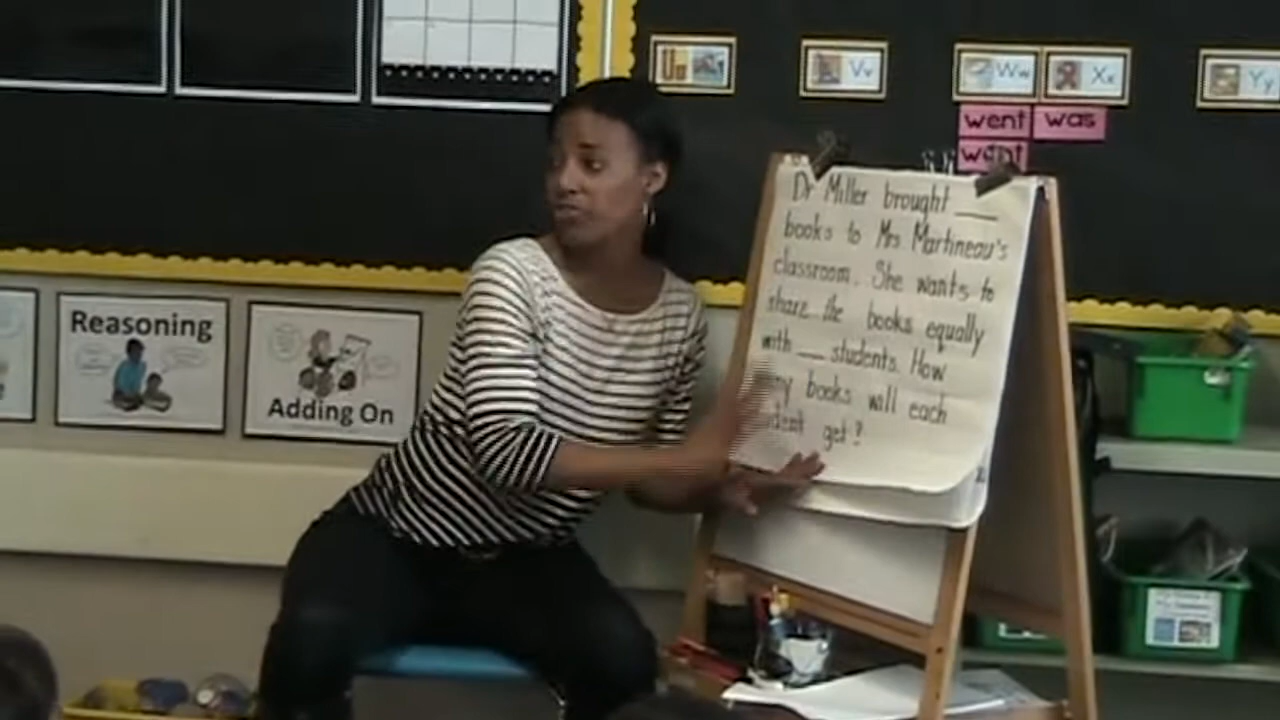 Uu
Vv
Ww
Xx
Yy
went
was
want
Dr Miller brought ___
books to Mrs Martineau's
classroom. She wants to
share the books equally
with ___ students. How
books will each
get?
Reasoning
Adding On